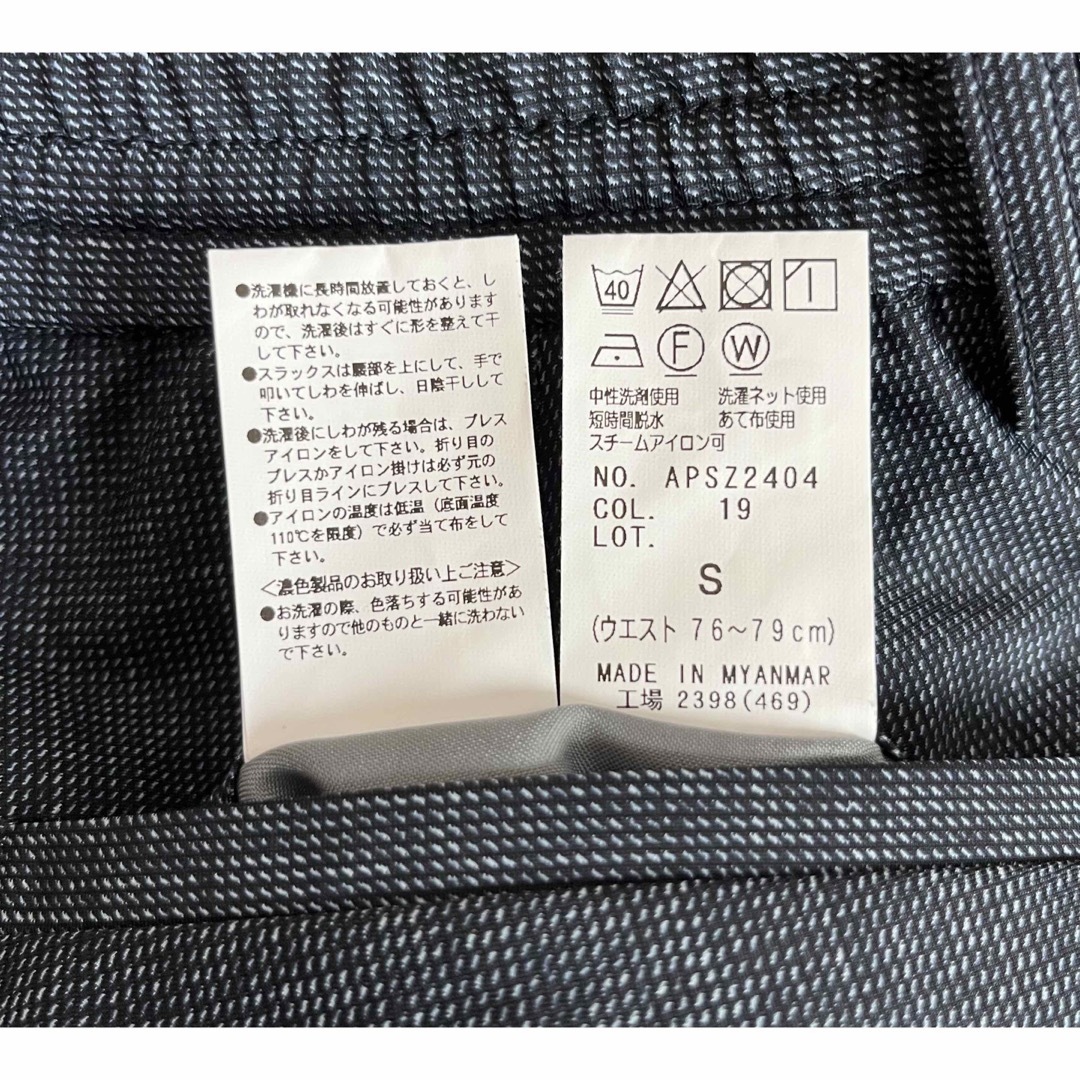 ●洗濯機に長時間放置しておくと、し
わが取れなくなる可能性があります
ので、洗濯後はすぐに形を整えて干
して下さい。
●スラックスは腰部を上にして、手で
叩いてしわを伸ばし、日陰干しして
下さい。
●洗濯後にしわが残る場合は、プレス
アイロンをして下さい。折り目の
プレスかアイロン掛けは必ず元の
折り目ラインにプレスして下さい。
●アイロンの温度は低温（底面温度
110℃を限度）で必ず当て布をして
下さい。
＜濃色製品のお取り扱い上ご注意＞
●お洗濯の際、色落ちする可能性があ
りますので他のものと一緒に洗わない
で下さい。
40
F W
中性洗剤使用 洗濯ネット使用
短時間脱水 あて布使用
スチームアイロン可
NO. APSZ2404
COL. 19
LOT.
S
(ウエスト 76～79cm)
MADE IN MYANMAR
工場 2398(469)